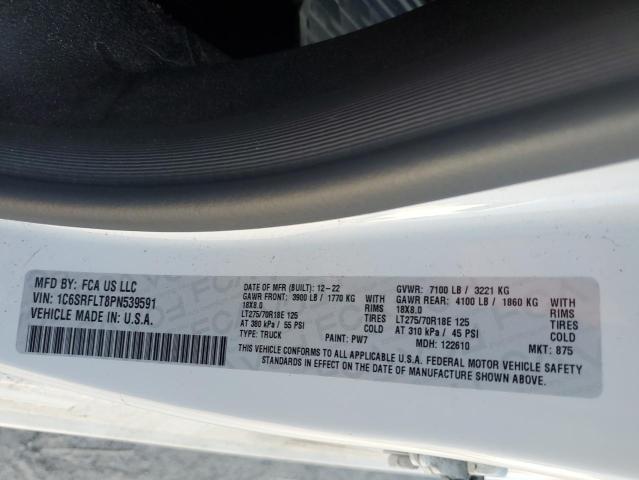 MFD BY: FCA US LLC
VIN: 1C6SRFLT8PN539591
VEHICLE MADE IN U.S.A.
DATE OF MFR (BUILT): 12-22
GAWR FRONT: 3900 LB / 1770 KG WITH
18X8.0 RIMS
LT275/70R18E 125 TIRES
AT 380 kPa / 55 PSI COLD
TYPE: TRUCK PAINT: PW7
GVWR: 7100 LB / 3221 KG
GAWR REAR: 4100 LB / 1860 KG WITH
18X8.0 RIMS
LT275/70R18E 125 TIRES
AT 310 kPa / 45 PSI COLD
MDH: 122610 MKT: 875
THIS VEHICLE CONFORMS TO ALL APPLICABLE U.S.A. FEDERAL MOTOR VEHICLE SAFETY
STANDARDS IN EFFECT ON THE DATE OF MANUFACTURE SHOWN ABOVE.